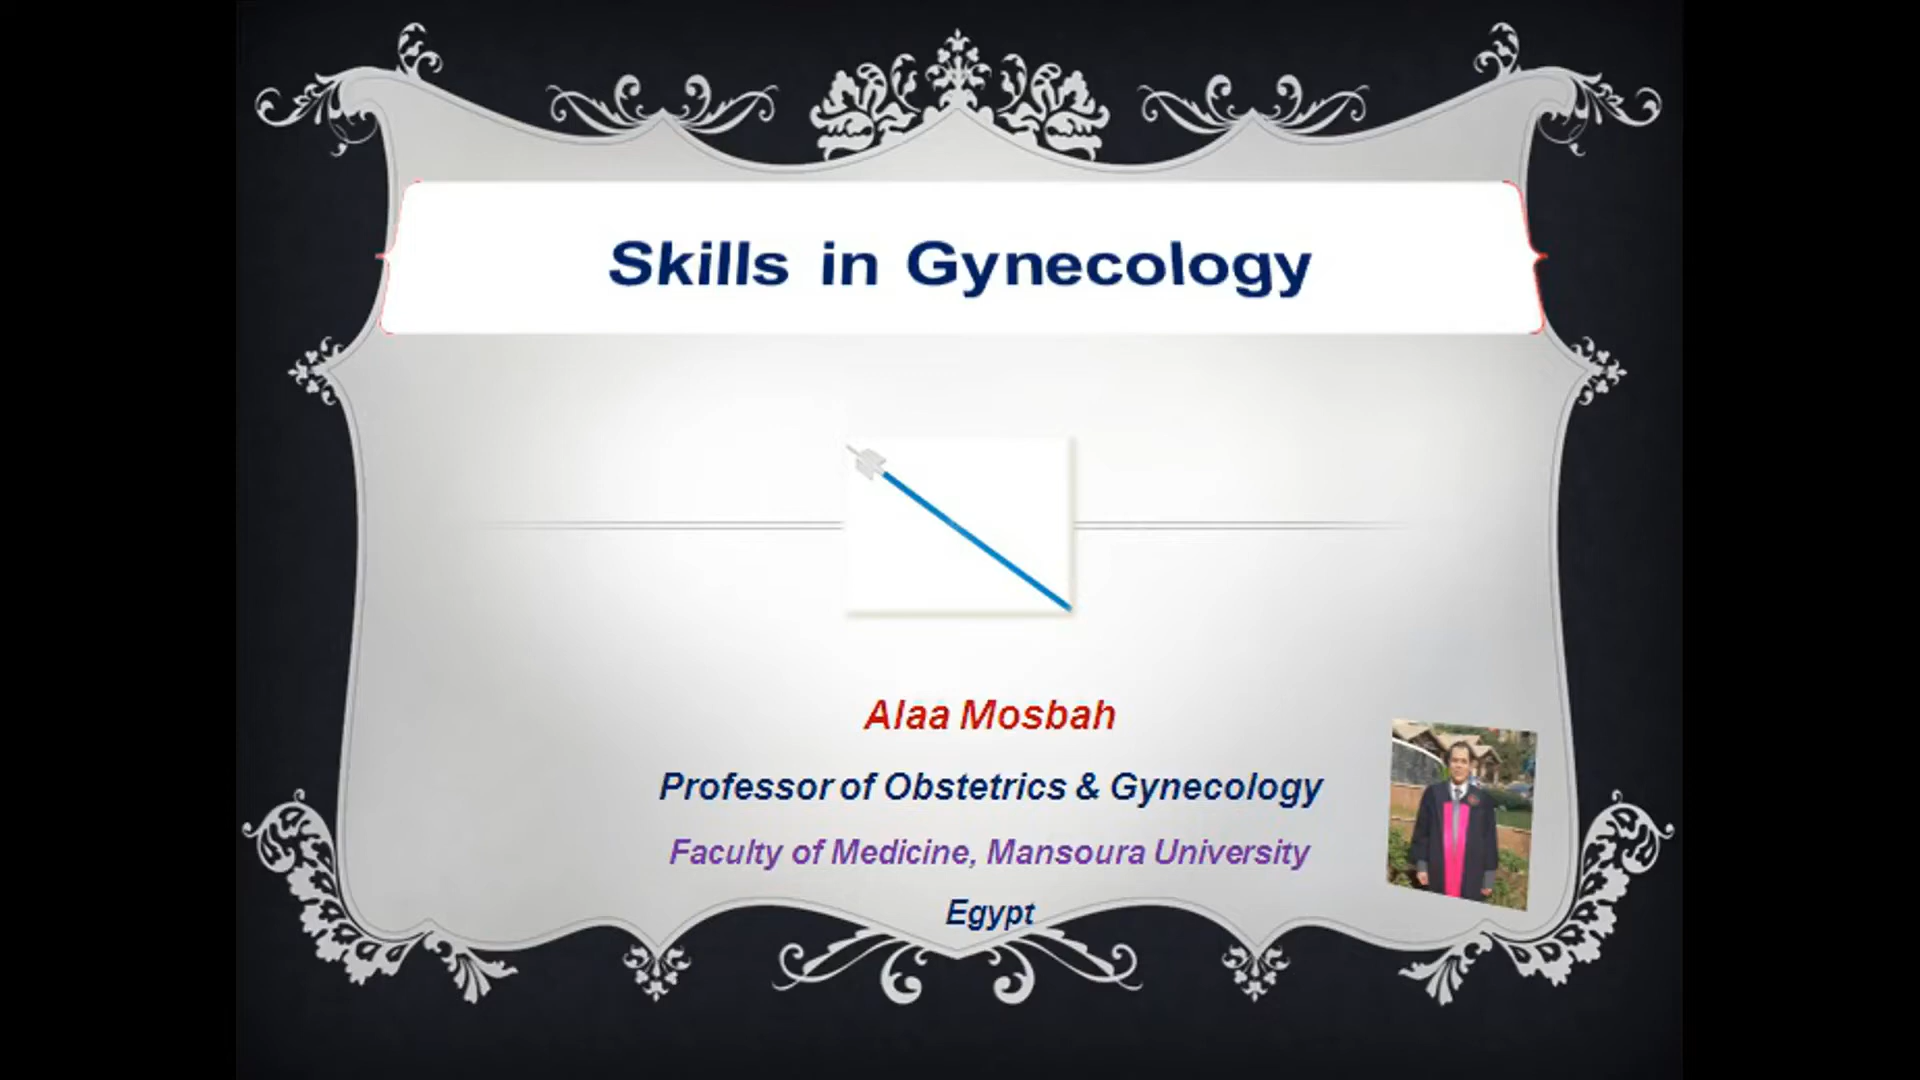 Skills in Gynecology
Alaa Mosbah
Professor of Obstetrics & Gynecology
Faculty of Medicine, Mansoura University
Egypt